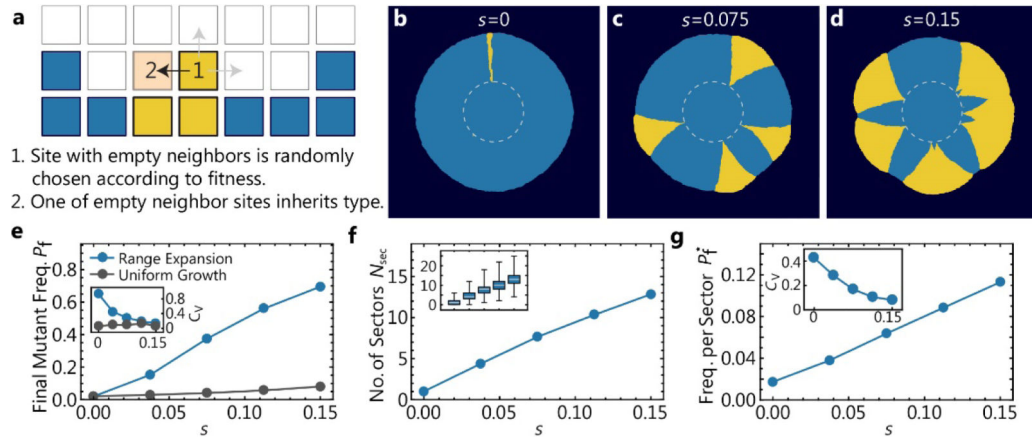 a
2 1
1. Site with empty neighbors is randomly
chosen according to fitness.
2. One of empty neighbor sites inherits type.
b
s=0
c
s=0.075
d
s=0.15
e
Final Mutant Freq. Pf
0.8
0.6
0.4
0.2
0.0
Range Expansion
Uniform Growth
0.8
0.4
0
CV
0 0.15
0.00 0.05 0.10 0.15
s
f
No. of Sectors Nsec
15
10
5
0
20
10
0
0.00 0.05 0.10 0.15
s
g
Freq. per Sector Pf*
0.12
0.08
0.04
0.00
CV
0.4
0.2
0
0 0.15
0.00 0.05 0.10 0.15
s